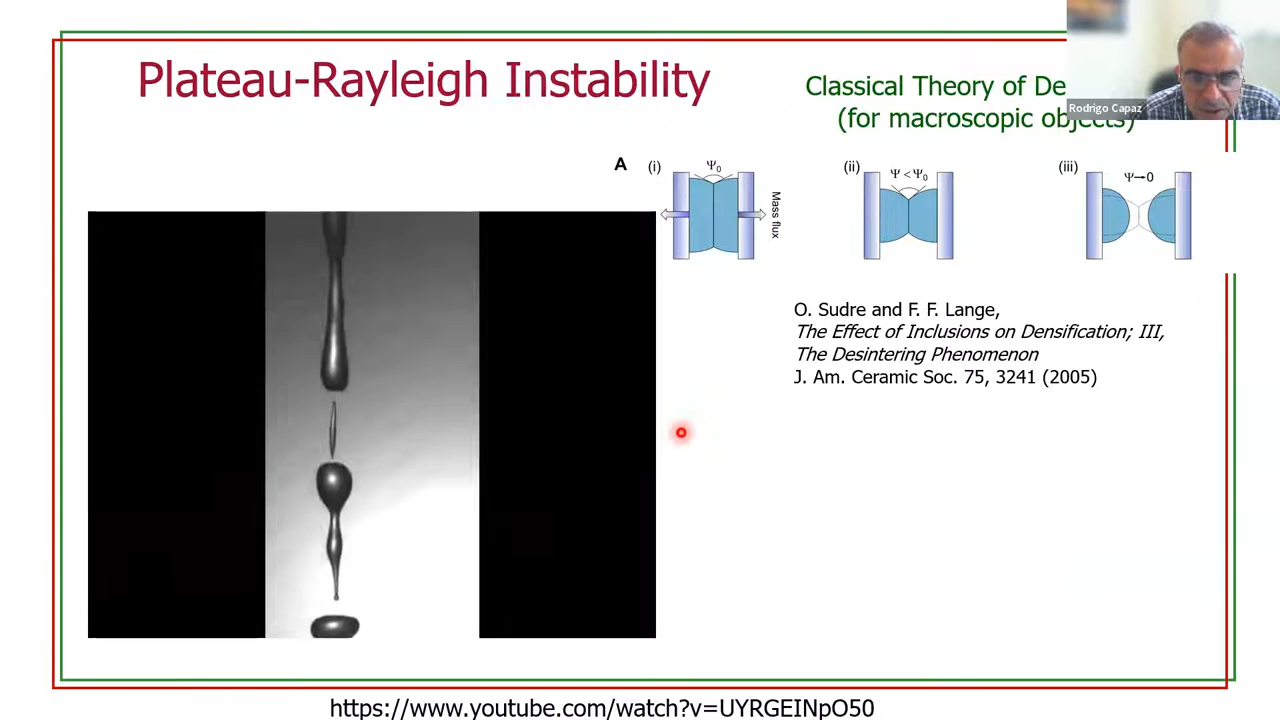 Plateau-Rayleigh Instability
Classical Theory of
(for macroscopic objects)
Rodrigo Capaz
A
(i)
Ψ₀
Mass flux
(ii)
Ψ < Ψ₀
(iii)
Ψ→0
O. Sudre and F. F. Lange,
The Effect of Inclusions on Densification; III,
The Desintering Phenomenon
J. Am. Ceramic Soc. 75, 3241 (2005)
https://www.youtube.com/watch?v=UYRGEINpO50